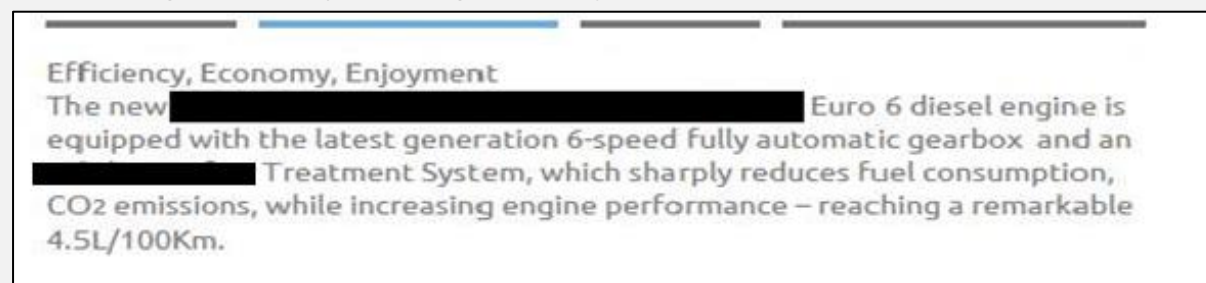 Efficiency, Economy, Enjoyment
The new Euro 6 diesel engine is
equipped with the latest generation 6-speed fully automatic gearbox and an
Treatment System, which sharply reduces fuel consumption,
CO2 emissions, while increasing engine performance – reaching a remarkable
4.5L/100Km.